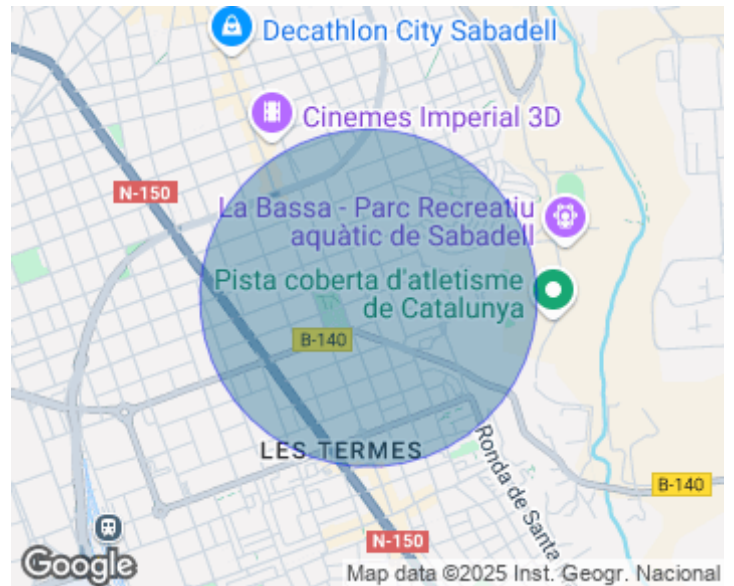 Decathlon City Sabadell
Cinemes Imperial 3D
N-150
La Bassa - Parc Recreatiu
aquàtic de Sabadell
Pista coberta d'atletisme
de Catalunya
B-140
LES TERMES
Ronda de Santa
B-140
N-150
Google
Map data ©2025 Inst. Geogr. Nacional